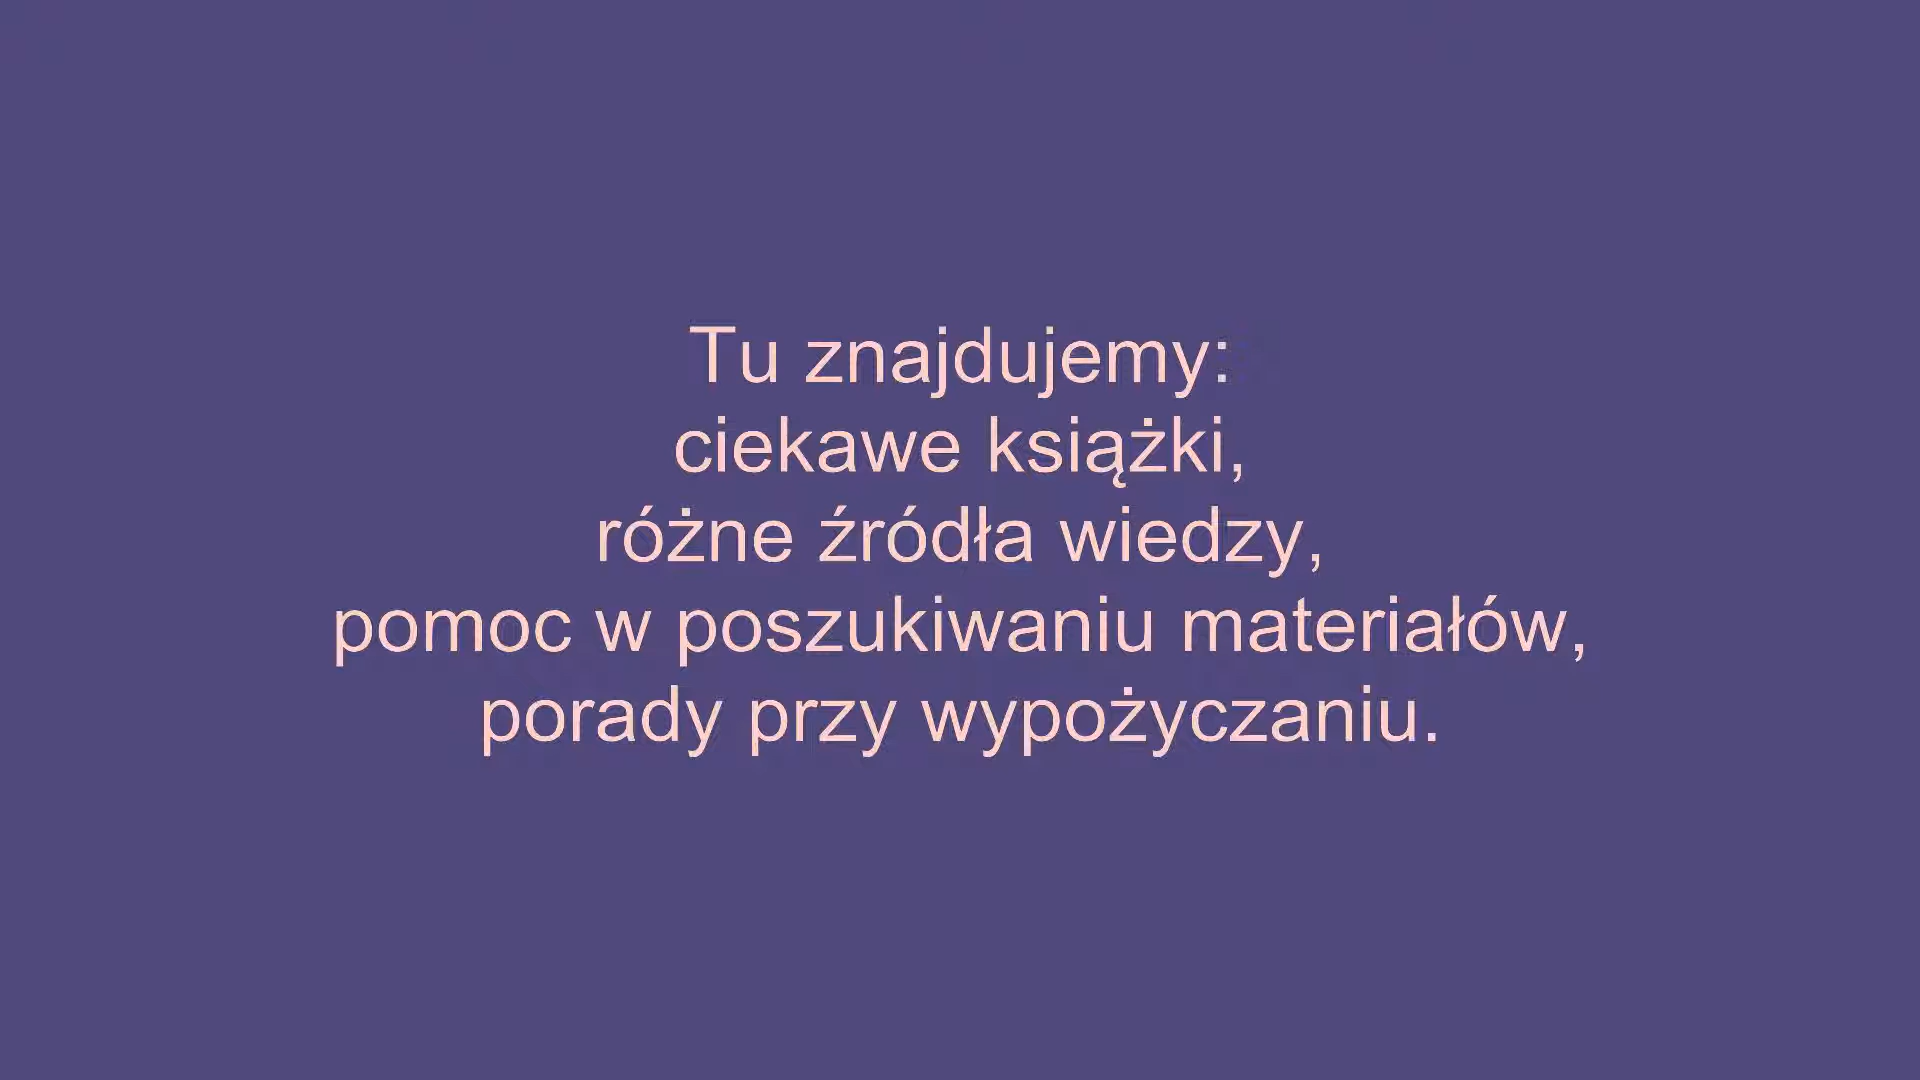 Tu znajdujemy:
ciekawe książki,
różne źródła wiedzy,
pomoc w poszukiwaniu materiałów,
porady przy wypożyczaniu.